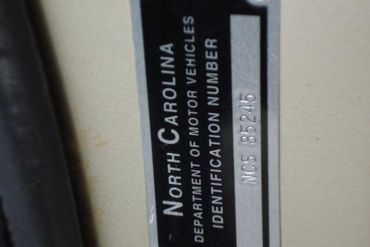 NORTH CAROLINA
DEPARTMENT OF MOTOR VEHICLES
IDENTIFICATION NUMBER
NCS 85245